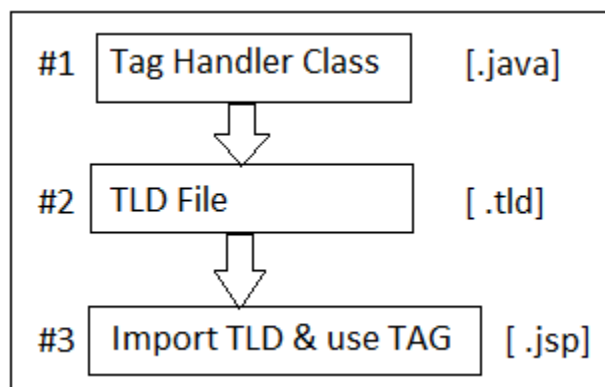 #1 Tag Handler Class [.java]
#2 TLD File [ .tld]
#3 Import TLD & use TAG [ .jsp]